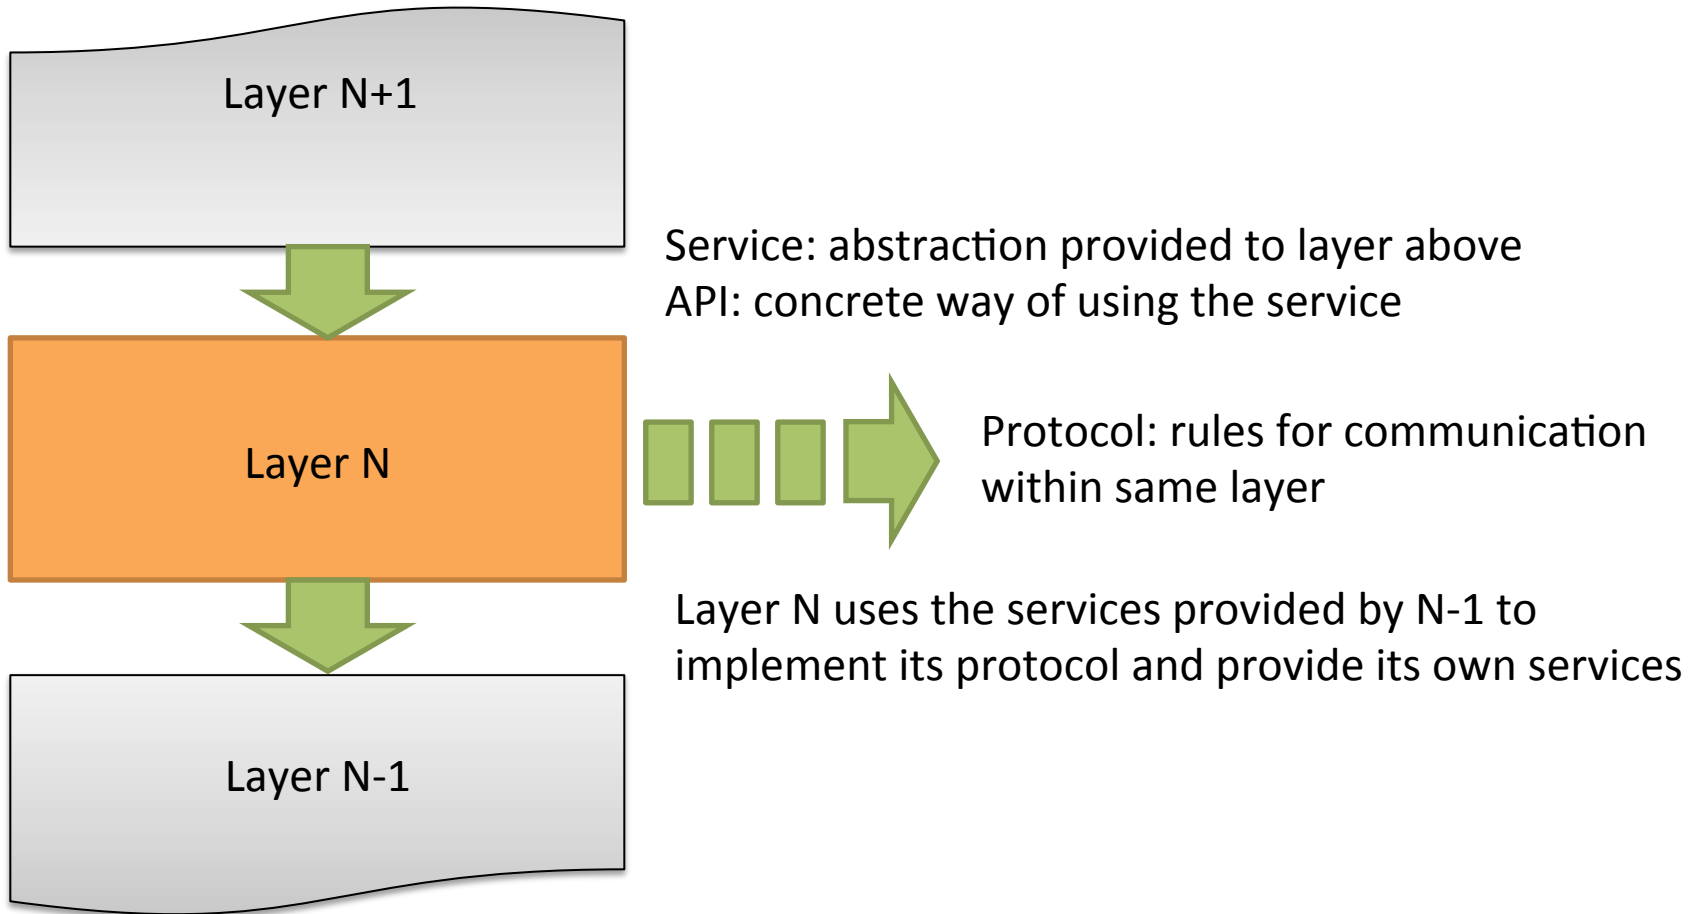 Layer N+1
Service: abstraction provided to layer above
API: concrete way of using the service
Layer N
Protocol: rules for communication
within same layer
Layer N uses the services provided by N-1 to
implement its protocol and provide its own services
Layer N-1